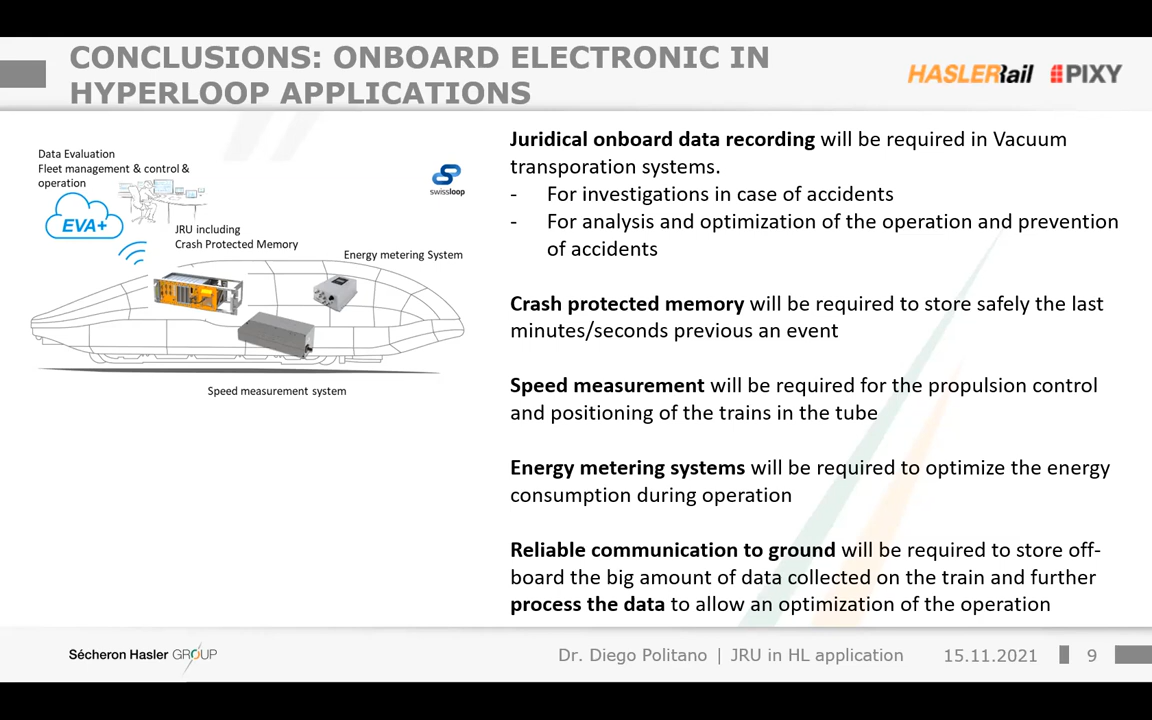 CONCLUSIONS: ONBOARD ELECTRONIC IN
HYPERLOOP APPLICATIONS
HASLERRail PIXY
Data Evaluation
Fleet management & control &
operation
EVA+
swissloop
JRU including
Crash Protected Memory
Energy metering System
Speed measurement system
Juridical onboard data recording will be required in Vacuum
transporation systems.
- For investigations in case of accidents
- For analysis and optimization of the operation and prevention
of accidents
Crash protected memory will be required to store safely the last
minutes/seconds previous an event
Speed measurement will be required for the propulsion control
and positioning of the trains in the tube
Energy metering systems will be required to optimize the energy
consumption during operation
Reliable communication to ground will be required to store off-
board the big amount of data collected on the train and further
process the data to allow an optimization of the operation
Sécheron Hasler GROUP
Dr. Diego Politano | JRU in HL application 15.11.2021 9